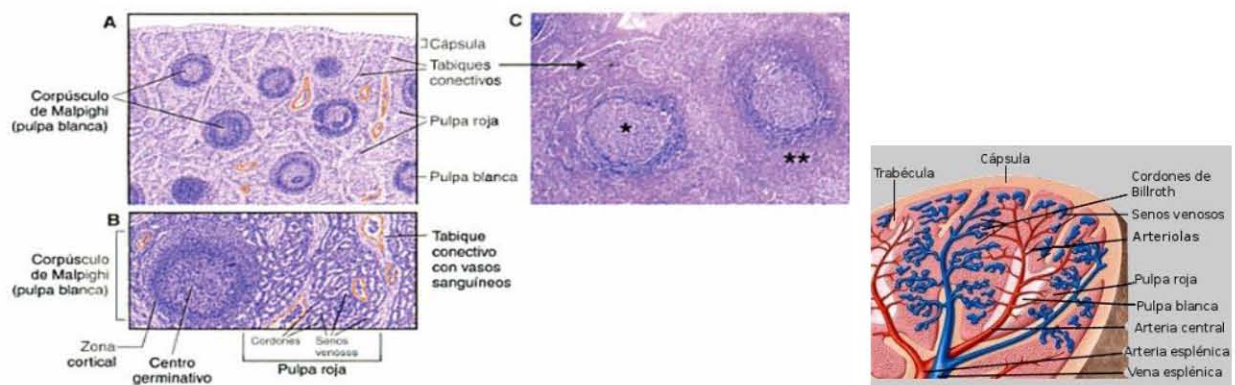 A
Cápsula
Tabiques
conectivos
Corpúsculo
de Malpighi
(pulpa blanca)
Pulpa roja
Pulpa blanca
B
Corpúsculo
de Malpighi
(pulpa blanca)
Tabique
conectivo
con vasos
sanguíneos
Zona
cortical
Centro
germinativo
Cordones
Senos
venosos
Pulpa roja
C
*
**
Trabécula
Cápsula
Cordones de
Billroth
Senos venosos
Arteriolas
Pulpa roja
Pulpa blanca
Arteria central
Arteria esplénica
Vena esplénica